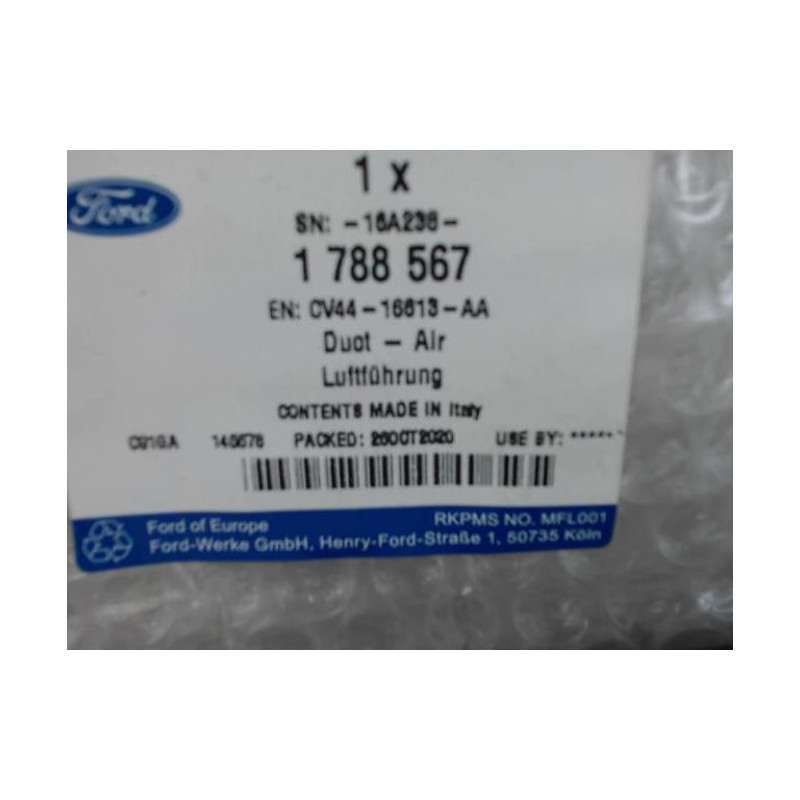 1 x
Ford
SN: -16A236-
1 788 567
EN: CV44-16613-AA
Duct - Air
Luftführung
CONTENTS MADE IN Italy
PACKED: 26OCT2020 USE BY: *****
Ford of Europe RKPMS NO. MFL001
Ford-Werke GmbH, Henry-Ford-Straße 1, 50735 Köln